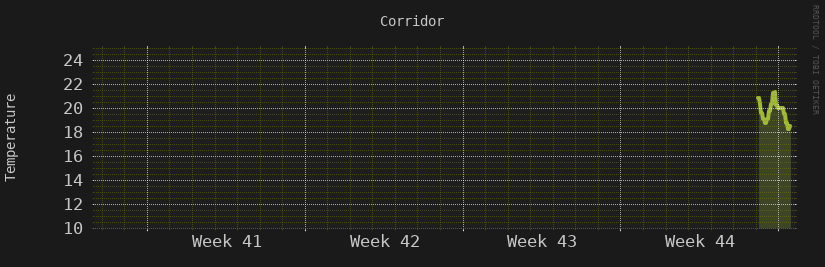 Corridor
RRDTOOL / TOBI OETIKER
Temperature
24
22
20
18
16
14
12
10
Week 41
Week 42
Week 43
Week 44